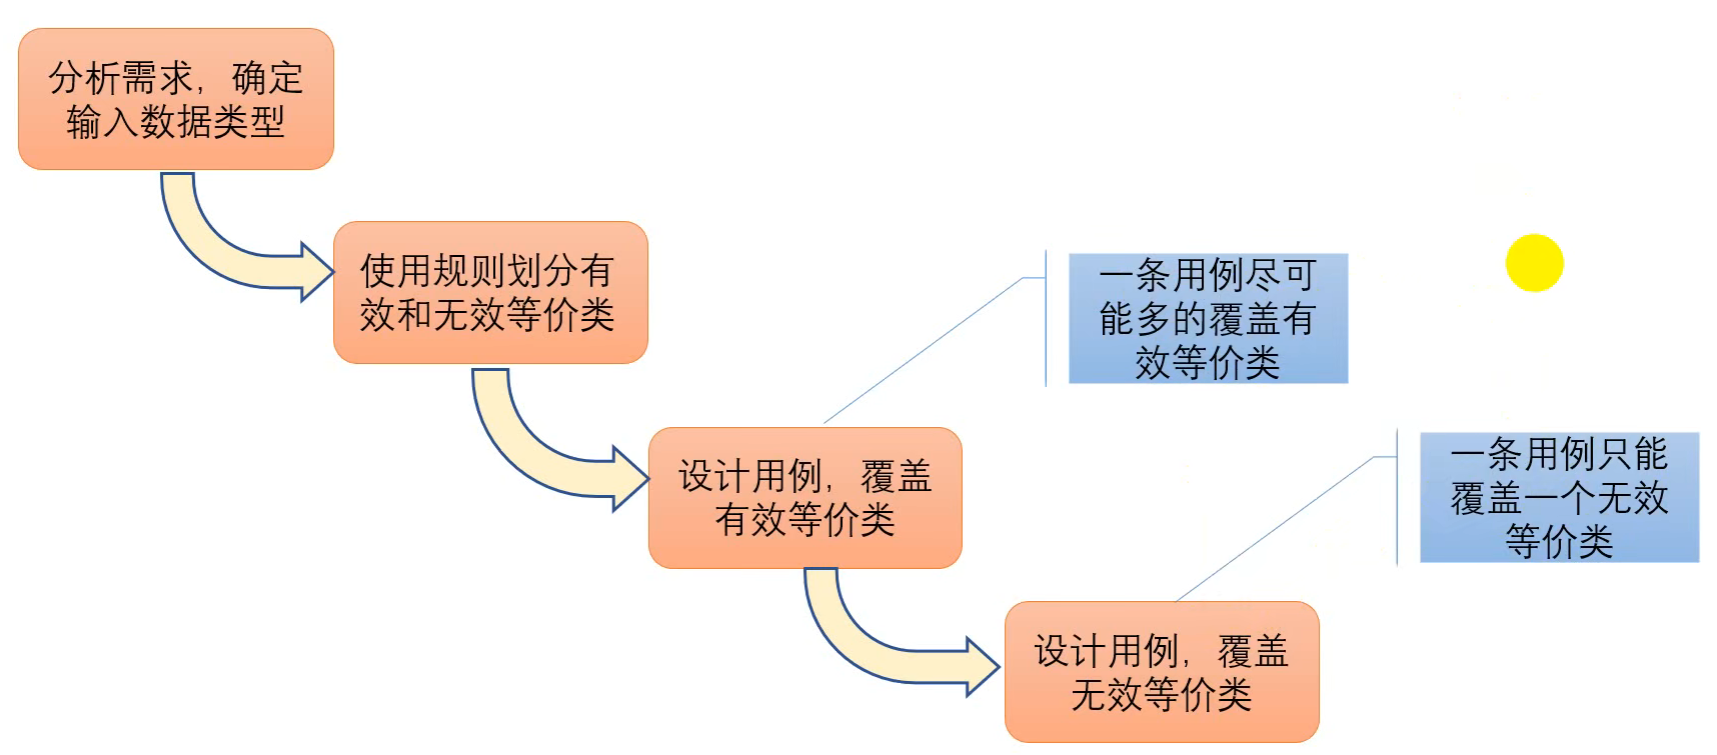 分析需求，确定
输入数据类型
使用规则划分有
效和无效等价类
一条用例尽可
能多的覆盖有
效等价类
设计用例，覆盖
有效等价类
一条用例只能
覆盖一个无效
等价类
设计用例，覆盖
无效等价类